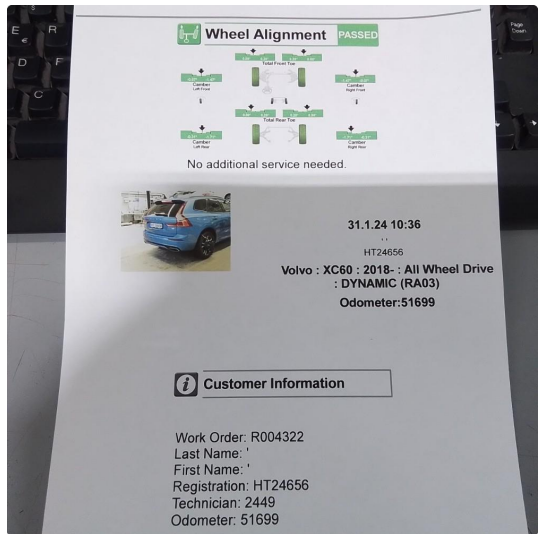 Wheel Alignment PASSED
Total Front Toe
Camber
Left Front
Camber
Right Front
Total Rear Toe
Camber
Left Rear
Camber
Right Rear
No additional service needed.
31.1.24 10:36
' '
HT24656
Volvo : XC60 : 2018- : All Wheel Drive
: DYNAMIC (RA03)
Odometer:51699
i Customer Information
Work Order: R004322
Last Name: '
First Name: '
Registration: HT24656
Technician: 2449
Odometer: 51699
E
R
€
D
F
C
Page
Down